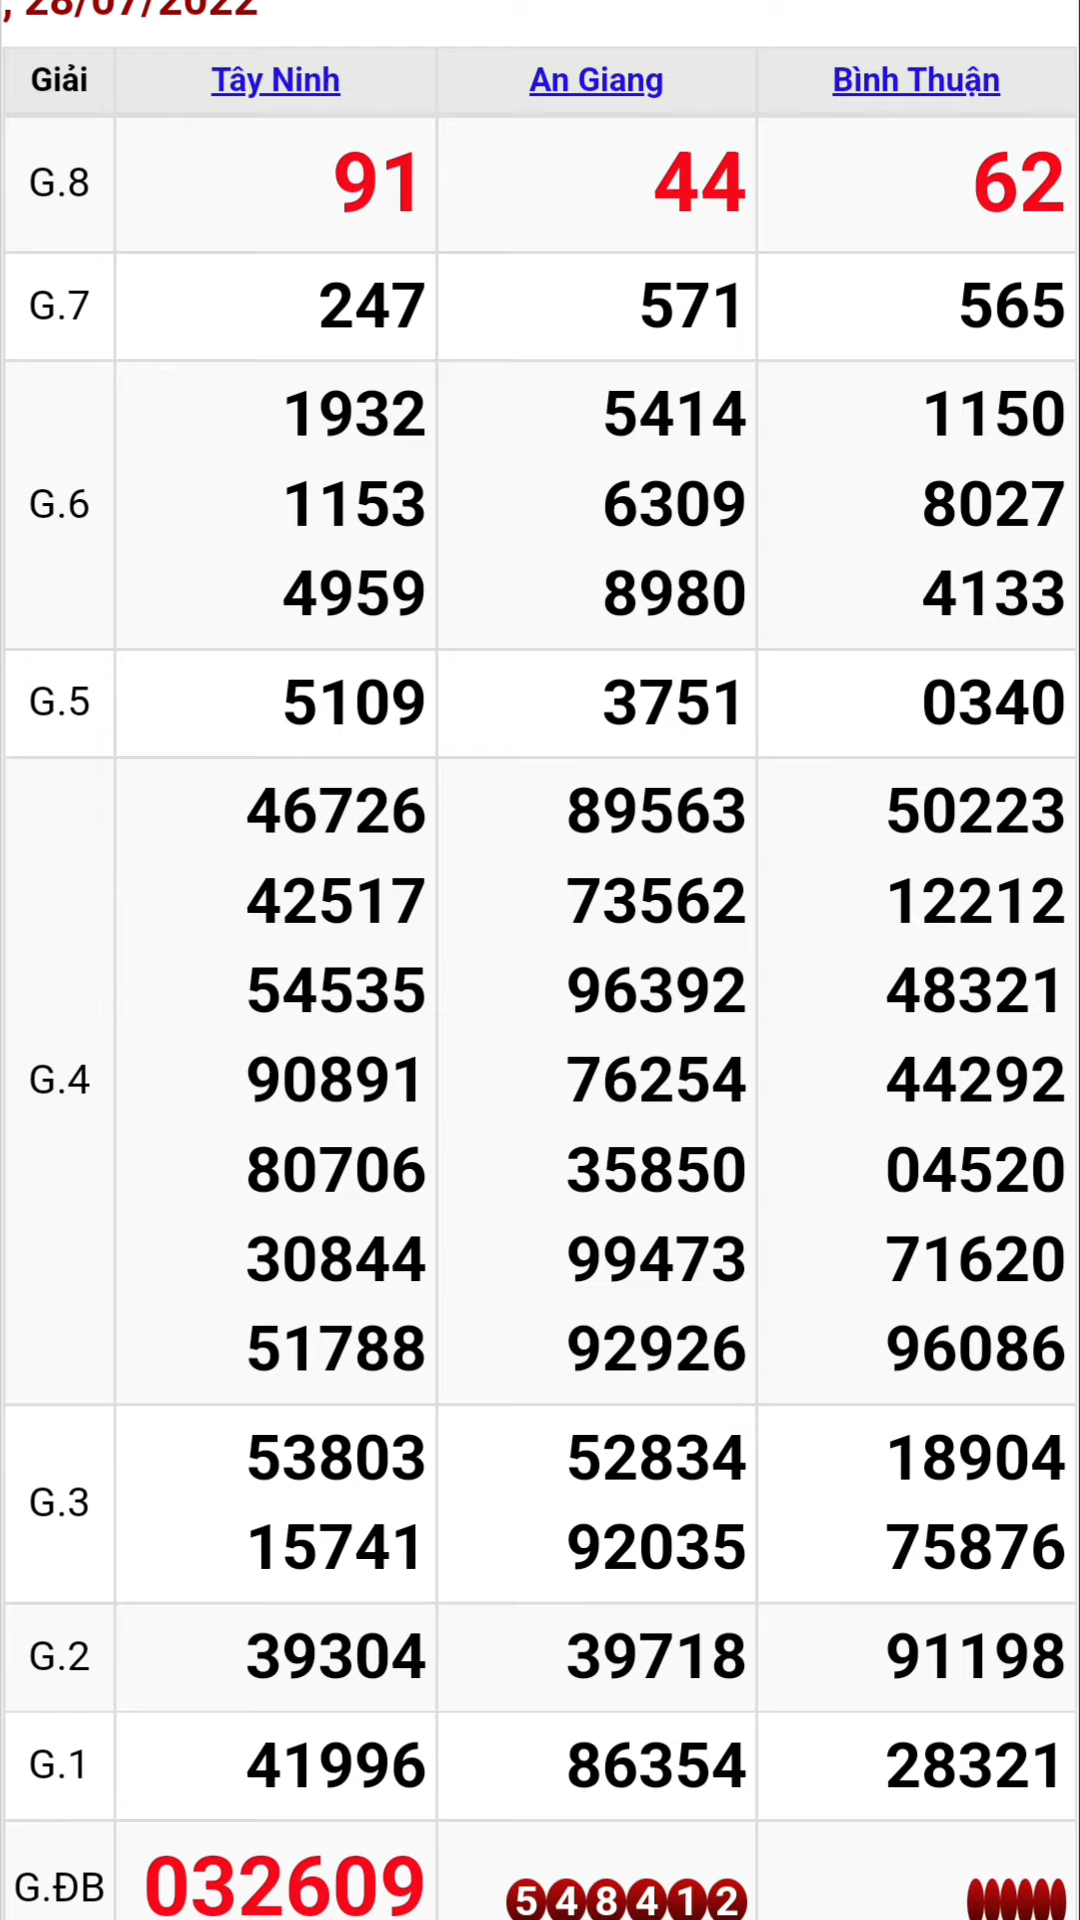 , 28/07/2022
Giải Tây Ninh An Giang Bình Thuận
G.8 91 44 62
G.7 247 571 565
1932 5414 1150
G.6 1153 6309 8027
4959 8980 4133
G.5 5109 3751 0340
46726 89563 50223
42517 73562 12212
54535 96392 48321
G.4 90891 76254 44292
80706 35850 04520
30844 99473 71620
51788 92926 96086
G.3 53803 52834 18904
15741 92035 75876
G.2 39304 39718 91198
G.1 41996 86354 28321
G.ĐB 032609 548412